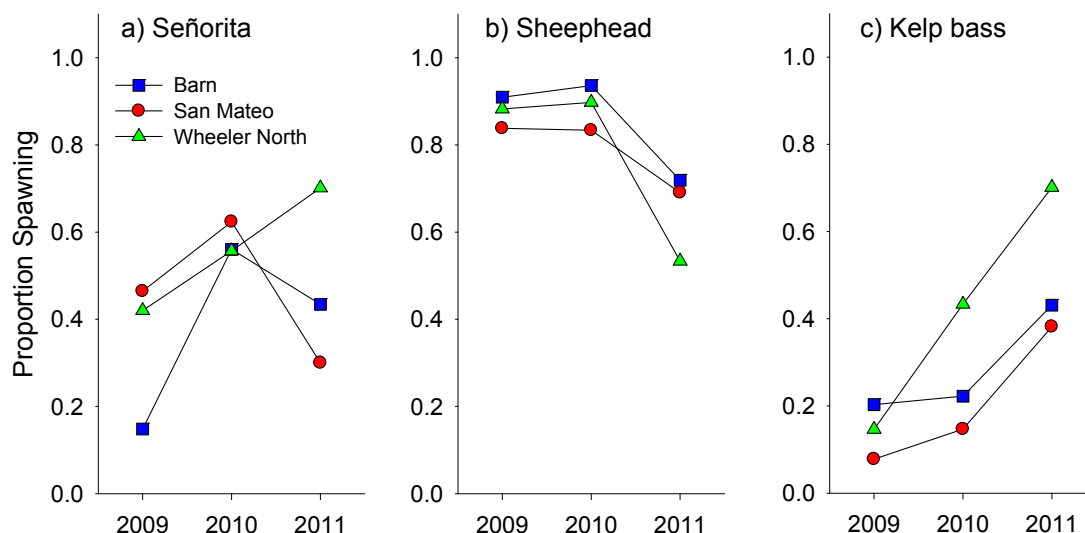 a) Señorita
b) Sheephead
c) Kelp bass
Barn
San Mateo
Wheeler North
Proportion Spawning
1.0
0.8
0.6
0.4
0.2
0.0
2009 2010 2011
1.0
0.8
0.6
0.4
0.2
0.0
2009 2010 2011
1.0
0.8
0.6
0.4
0.2
0.0
2009 2010 2011